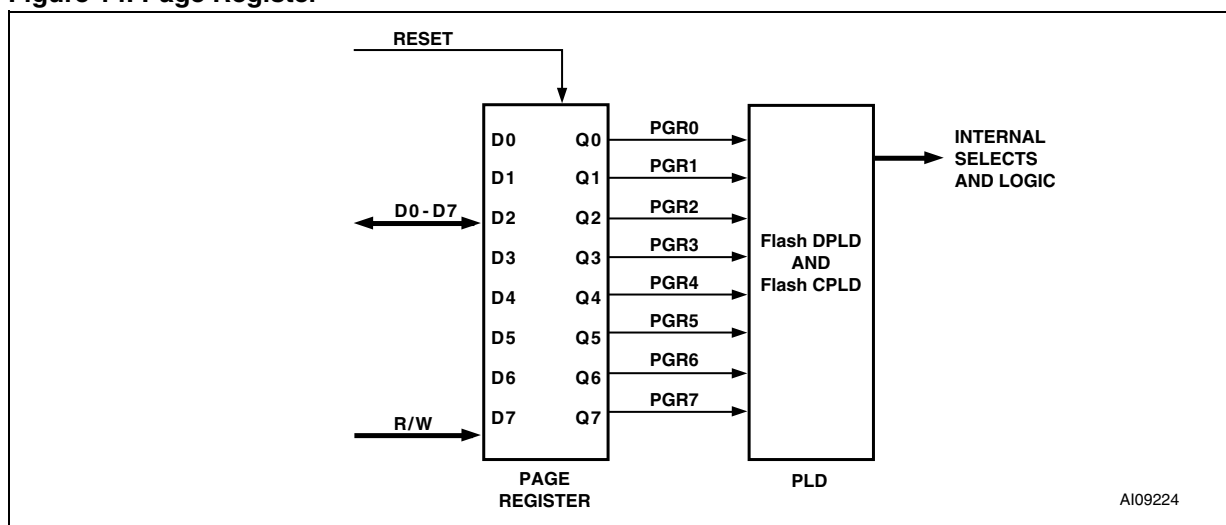 RESET
D0 Q0 PGR0
D1 Q1 PGR1
D0-D7 D2 Q2 PGR2
D3 Q3 PGR3
D4 Q4 PGR4
D5 Q5 PGR5
D6 Q6 PGR6
R/W D7 Q7 PGR7
PAGE
REGISTER
Flash DPLD
AND
Flash CPLD
PLD
INTERNAL
SELECTS
AND LOGIC
AI09224